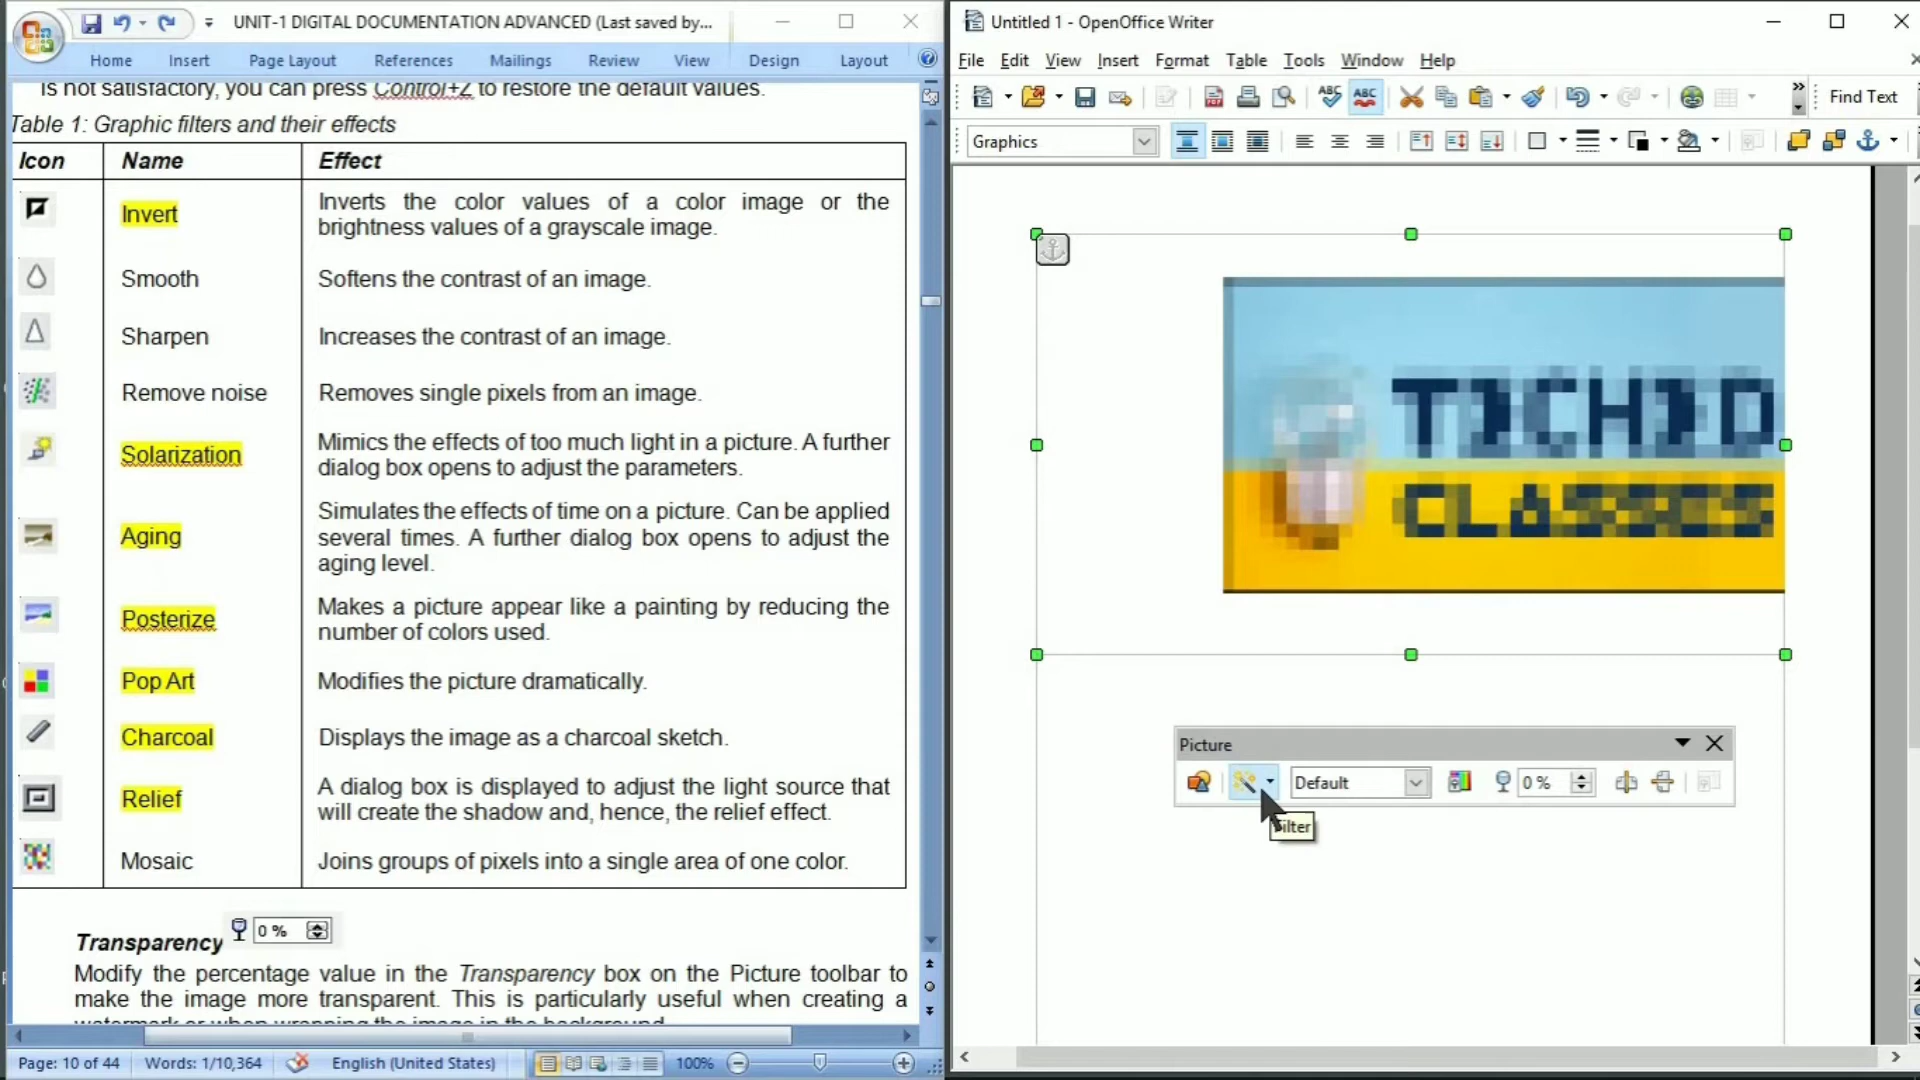 UNIT-1 DIGITAL DOCUMENTATION ADVANCED (Last saved by...
Home Insert Page Layout References Mailings Review View Design Layout
is not satisfactory, you can press Control+Z to restore the default values.
Table 1: Graphic filters and their effects
Icon Name Effect
Invert
Inverts the color values of a color image or the
brightness values of a grayscale image.
Smooth Softens the contrast of an image.
Sharpen Increases the contrast of an image.
Remove noise Removes single pixels from an image.
Solarization
Mimics the effects of too much light in a picture. A further
dialog box opens to adjust the parameters.
Aging
Simulates the effects of time on a picture. Can be applied
several times. A further dialog box opens to adjust the
aging level.
Posterize
Makes a picture appear like a painting by reducing the
number of colors used.
Pop Art Modifies the picture dramatically.
Charcoal Displays the image as a charcoal sketch.
Relief
A dialog box is displayed to adjust the light source that
will create the shadow and, hence, the relief effect.
Mosaic Joins groups of pixels into a single area of one color.
Transparency 0 %
Modify the percentage value in the Transparency box on the Picture toolbar to
make the image more transparent. This is particularly useful when creating a
watermark or when wrapping the image in the background.
Page: 10 of 44 Words: 1/10,364 English (United States) 100%
Untitled 1 - OpenOffice Writer
File Edit View Insert Format Table Tools Window Help
ABC ABC Find Text
Graphics
CLASSES
Picture
Default 0 %